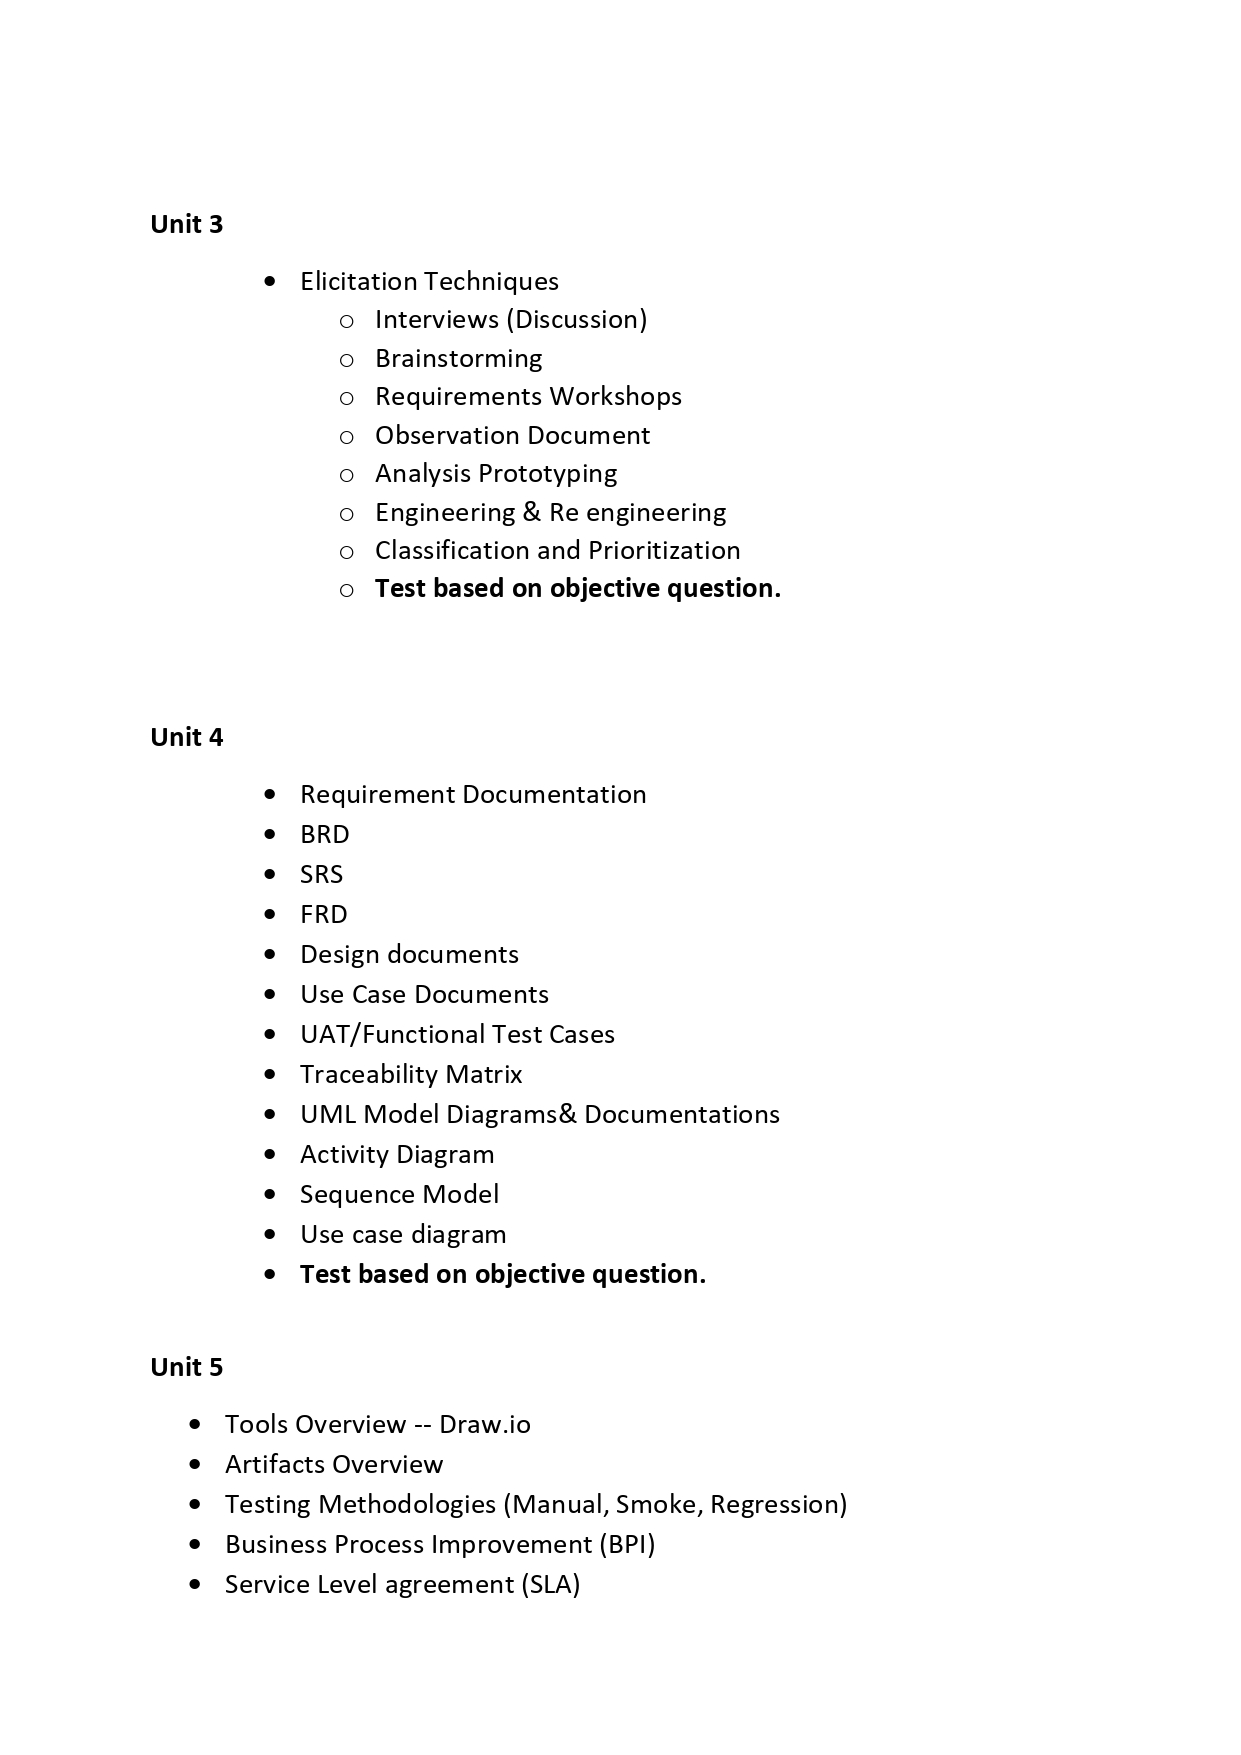 Unit 3
• Elicitation Techniques
o Interviews (Discussion)
o Brainstorming
o Requirements Workshops
o Observation Document
o Analysis Prototyping
o Engineering & Re engineering
o Classification and Prioritization
o Test based on objective question.
Unit 4
• Requirement Documentation
• BRD
• SRS
• FRD
• Design documents
• Use Case Documents
• UAT/Functional Test Cases
• Traceability Matrix
• UML Model Diagrams& Documentations
• Activity Diagram
• Sequence Model
• Use case diagram
• Test based on objective question.
Unit 5
• Tools Overview -- Draw.io
• Artifacts Overview
• Testing Methodologies (Manual, Smoke, Regression)
• Business Process Improvement (BPI)
• Service Level agreement (SLA)